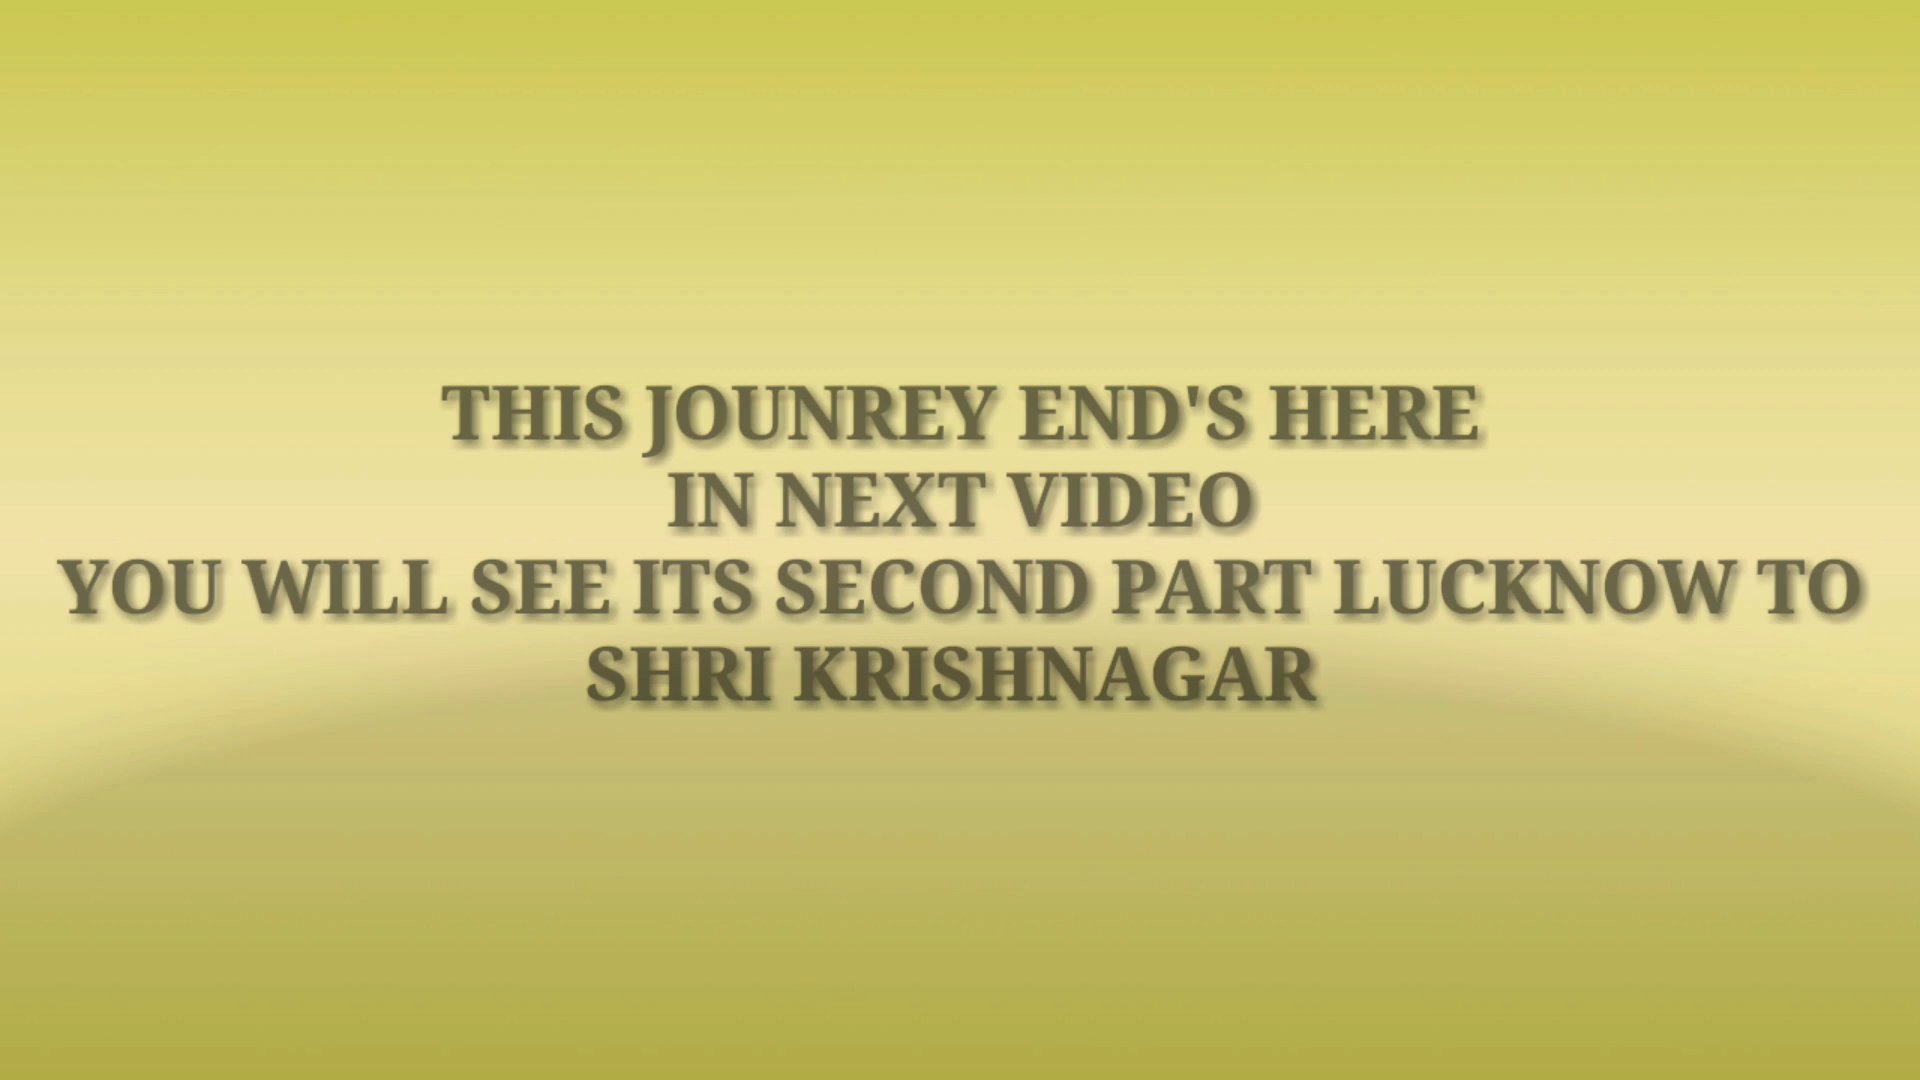 THIS JOUNREY END'S HERE
IN NEXT VIDEO
YOU WILL SEE ITS SECOND PART LUCKNOW TO
SHRI KRISHNAGAR